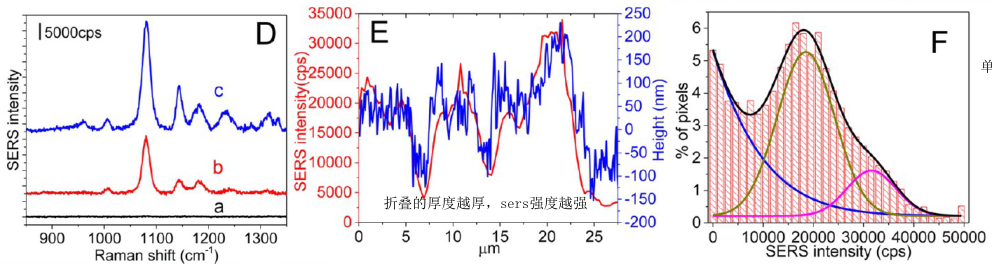 5000cps
D
c
b
a
SERS intensity
900
1000
1100
1200
1300
Raman shift (cm-1)
E
35000
30000
25000
20000
15000
10000
5000
0
SERS intensity(cps)
250
200
150
100
50
0
-50
-100
-150
-200
Height (nm)
折叠的厚度越厚，sers强度越强
0
5
10
15
20
25
μm
F
6
5
4
3
2
1
0
% of pixels
0
10000
20000
30000
40000
50000
SERS intensity (cps)
单